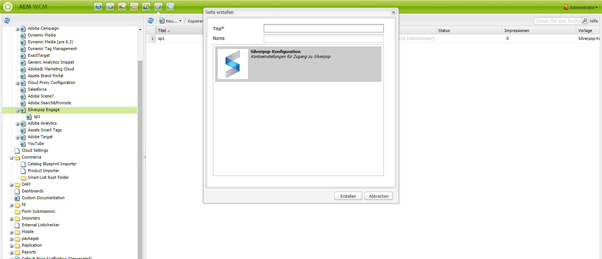 AEM WCM
Administrator
Neu...
Kopieren
Hilfe
Titel
Status
Impressionen
Vorlage
1
sp1
0
Silverpop-Ko
Adobe Campaign
Dynamic Media
Dynamic Media (pre 6.3)
Dynamic Tag Management
ExactTarget
Generic Analytics Snippet
Adobe® Marketing Cloud
Assets Brand Portal
Cloud Proxy Configuration
Salesforce
Adobe Scene7
Adobe Search&Promote
Silverpop Engage
sp1
Adobe Analytics
Assets Smart Tags
Adobe Target
YouTube
Cloud Settings
Commerce
Catalog Blueprint Importer
Product Importer
Smart-List Root Folder
DAM
Dashboards
Custom Documentation
Form Submissions
Importers
External Linkchecker
Mobile
packages
Replication
Reports
Seite erstellen
Titel*
Name
Silverpop-Konfiguration
Kontoeinstellungen für Zugang zu Silverpop
Erstellen
Abbrechen